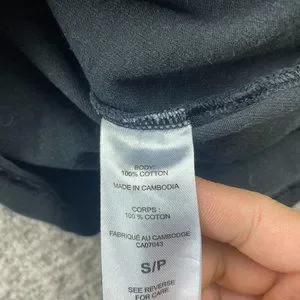 BODY:
100% COTTON
MADE IN CAMBODIA
CORPS :
100 % COTON
FABRIQUÉ AU CAMBODGE
CA07043
S/P
SEE REVERSE
FOR CARE